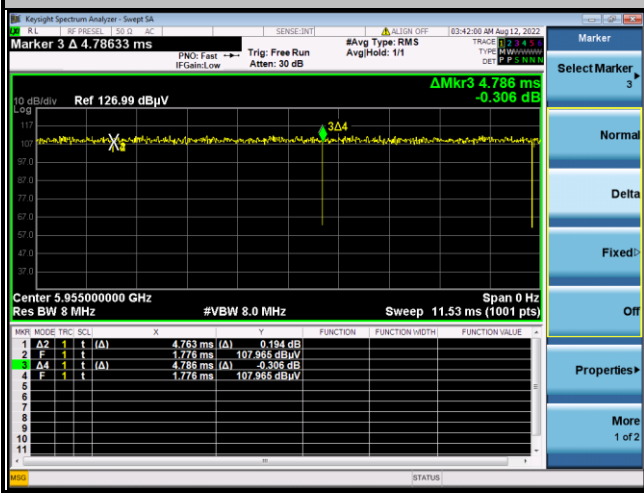 Keysight Spectrum Analyzer - Swept SA
RL RF PRESEL 50 Ω AC SENSE:INT ALIGN OFF 03:42:00 AM Aug 12, 2022
Marker 3 Δ 4.78633 ms
PNO: Fast
IFGain:Low
Trig: Free Run
Atten: 30 dB
#Avg Type: RMS
Avg|Hold: 1/1
TRACE 1 2 3 4 5 6
TYPE MWWWWW
DET P P S N N N
ΔMkr3 4.786 ms
-0.306 dB
10 dB/div Ref 126.99 dBµV
Log
117
107
97.0
87.0
77.0
67.0
57.0
47.0
37.0
3Δ4
Center 5.955000000 GHz Span 0 Hz
Res BW 8 MHz #VBW 8.0 MHz Sweep 11.53 ms (1001 pts)
MKR MODE TRC SCL X Y FUNCTION FUNCTION WIDTH FUNCTION VALUE
1 Δ2 1 t (Δ) 4.763 ms (Δ) 0.194 dB
2 F 1 t 1.776 ms 107.965 dBµV
3 Δ4 1 t (Δ) 4.786 ms (Δ) -0.306 dB
4 F 1 t 1.776 ms 107.965 dBµV
5
6
7
8
9
10
11
MSG STATUS
Marker
Select Marker
3
Normal
Delta
Fixed
Off
Properties
More
1 of 2